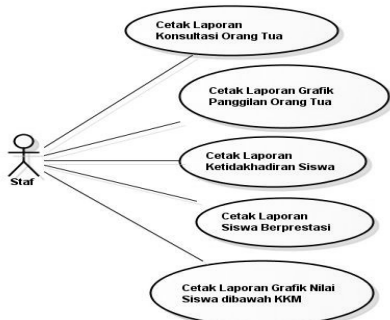 Cetak Laporan
Konsultasi Orang Tua
Cetak Laporan Grafik
Panggilan Orang Tua
Cetak Laporan
Ketidakhadiran Siswa
Staf
Cetak Laporan
Siswa Berprestasi
Cetak Laporan Grafik Nilai
Siswa dibawah KKM